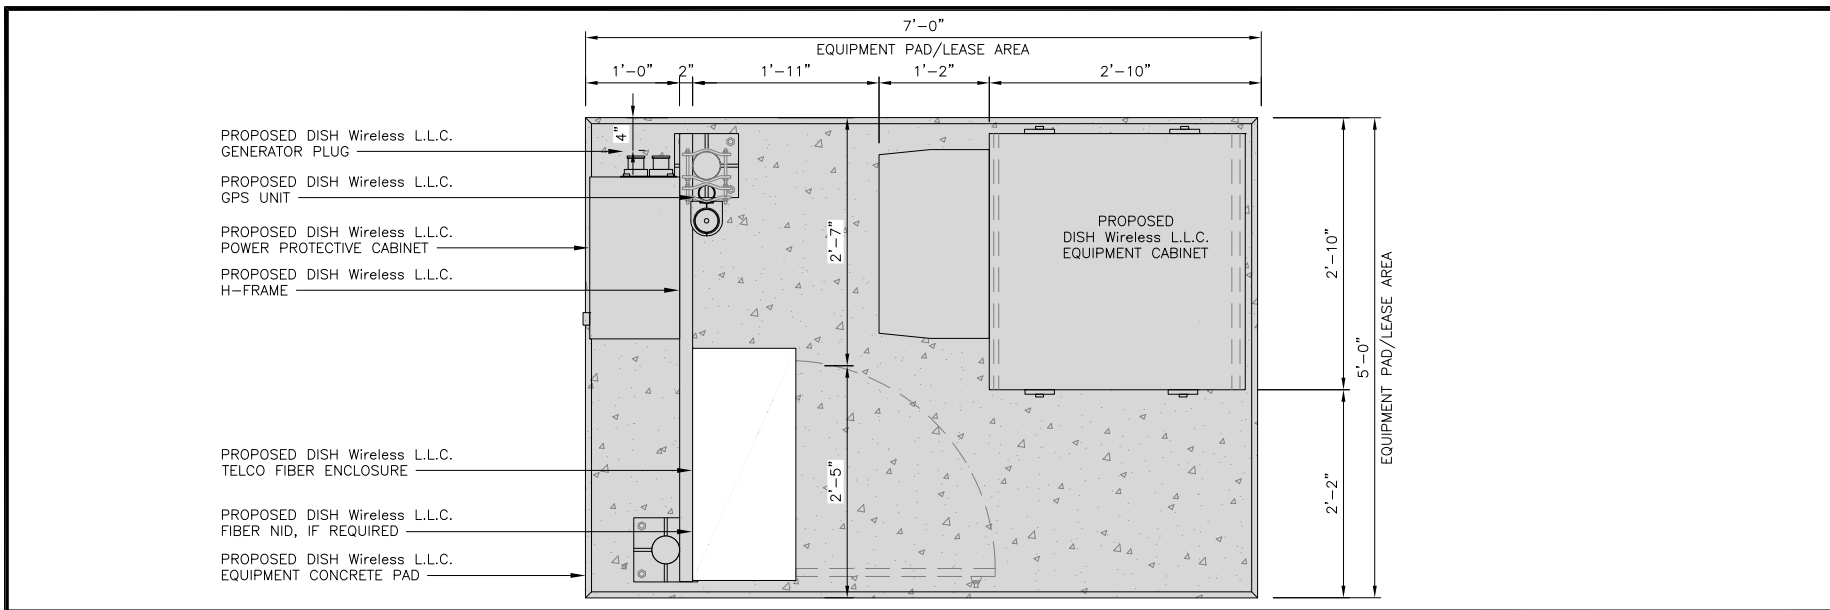 7'-0"
EQUIPMENT PAD/LEASE AREA
1'-0" 2" 1'-11" 1'-2" 2'-10"
4"
PROPOSED DISH Wireless L.L.C.
GENERATOR PLUG
PROPOSED DISH Wireless L.L.C.
GPS UNIT
PROPOSED DISH Wireless L.L.C.
POWER PROTECTIVE CABINET
PROPOSED DISH Wireless L.L.C.
H-FRAME
PROPOSED DISH Wireless L.L.C.
TELCO FIBER ENCLOSURE
PROPOSED DISH Wireless L.L.C.
FIBER NID, IF REQUIRED
PROPOSED DISH Wireless L.L.C.
EQUIPMENT CONCRETE PAD
2'-7"
2'-5"
PROPOSED
DISH Wireless L.L.C.
EQUIPMENT CABINET
2'-10"
2'-2"
5'-0"
EQUIPMENT PAD/LEASE AREA